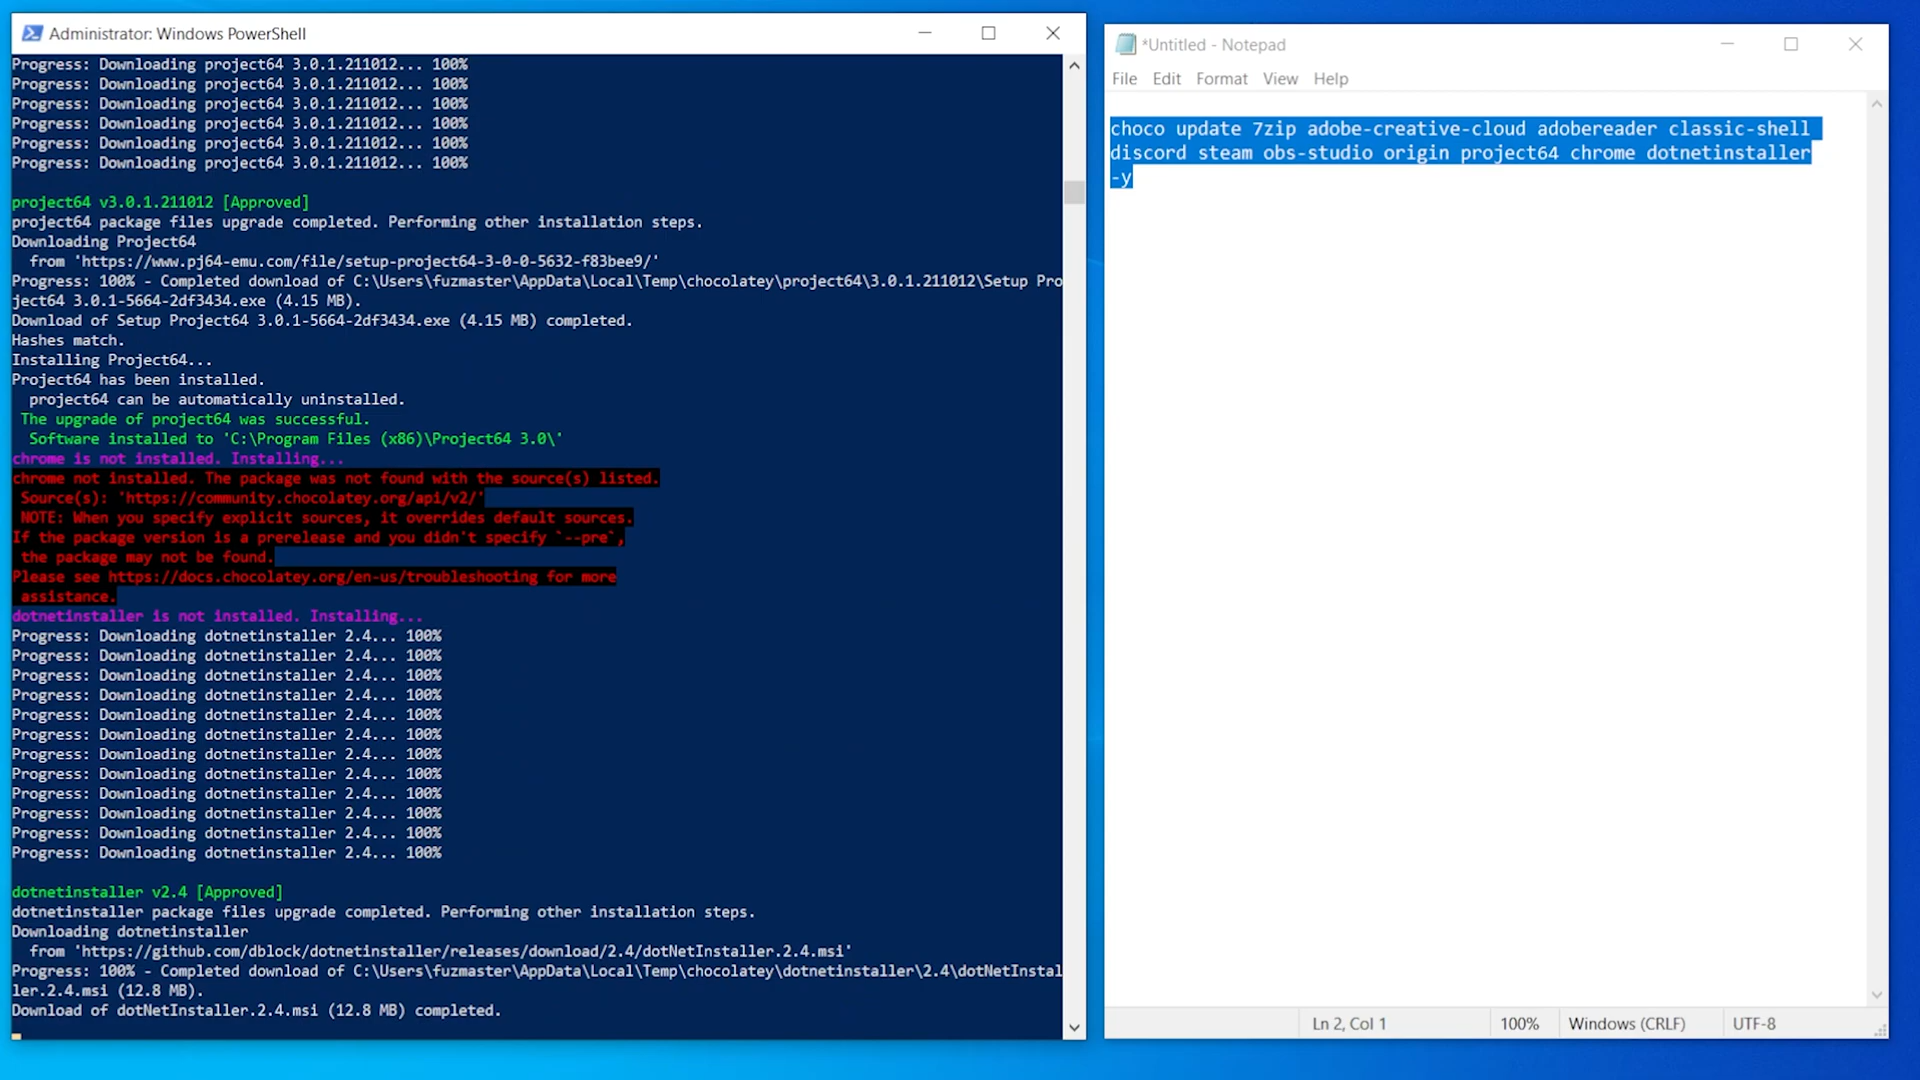 Administrator: Windows PowerShell
Progress: Downloading project64 3.0.1.211012... 100%
Progress: Downloading project64 3.0.1.211012... 100%
Progress: Downloading project64 3.0.1.211012... 100%
Progress: Downloading project64 3.0.1.211012... 100%
Progress: Downloading project64 3.0.1.211012... 100%
Progress: Downloading project64 3.0.1.211012... 100%
project64 v3.0.1.211012 [Approved]
project64 package files upgrade completed. Performing other installation steps.
Downloading Project64
from 'https://www.pj64-emu.com/file/setup-project64-3-0-0-5632-f83bee9/'
Progress: 100% - Completed download of C:\Users\fuzmaster\AppData\Local\Temp\chocolatey\project64\3.0.1.211012\Setup Pro
ject64 3.0.1-5664-2df3434.exe (4.15 MB).
Download of Setup Project64 3.0.1-5664-2df3434.exe (4.15 MB) completed.
Hashes match.
Installing Project64...
Project64 has been installed.
project64 can be automatically uninstalled.
The upgrade of project64 was successful.
Software installed to 'C:\Program Files (x86)\Project64 3.0\'
chrome is not installed. Installing...
chrome not installed. The package was not found with the source(s) listed.
Source(s): 'https://community.chocolatey.org/api/v2/'
NOTE: When you specify explicit sources, it overrides default sources.
If the package version is a prerelease and you didn't specify `--pre`,
the package may not be found.
Please see https://docs.chocolatey.org/en-us/troubleshooting for more
assistance.
dotnetinstaller is not installed. Installing...
Progress: Downloading dotnetinstaller 2.4... 100%
Progress: Downloading dotnetinstaller 2.4... 100%
Progress: Downloading dotnetinstaller 2.4... 100%
Progress: Downloading dotnetinstaller 2.4... 100%
Progress: Downloading dotnetinstaller 2.4... 100%
Progress: Downloading dotnetinstaller 2.4... 100%
Progress: Downloading dotnetinstaller 2.4... 100%
Progress: Downloading dotnetinstaller 2.4... 100%
Progress: Downloading dotnetinstaller 2.4... 100%
Progress: Downloading dotnetinstaller 2.4... 100%
Progress: Downloading dotnetinstaller 2.4... 100%
Progress: Downloading dotnetinstaller 2.4... 100%
dotnetinstaller v2.4 [Approved]
dotnetinstaller package files upgrade completed. Performing other installation steps.
Downloading dotnetinstaller
from 'https://github.com/dblock/dotnetinstaller/releases/download/2.4/dotNetInstaller.2.4.msi'
Progress: 100% - Completed download of C:\Users\fuzmaster\AppData\Local\Temp\chocolatey\dotnetinstaller\2.4\dotNetInstal
ler.2.4.msi (12.8 MB).
Download of dotNetInstaller.2.4.msi (12.8 MB) completed.
*Untitled - Notepad
File Edit Format View Help
choco update 7zip adobe-creative-cloud adobereader classic-shell
discord steam obs-studio origin project64 chrome dotnetinstaller
-y
Ln 2, Col 1 100% Windows (CRLF) UTF-8